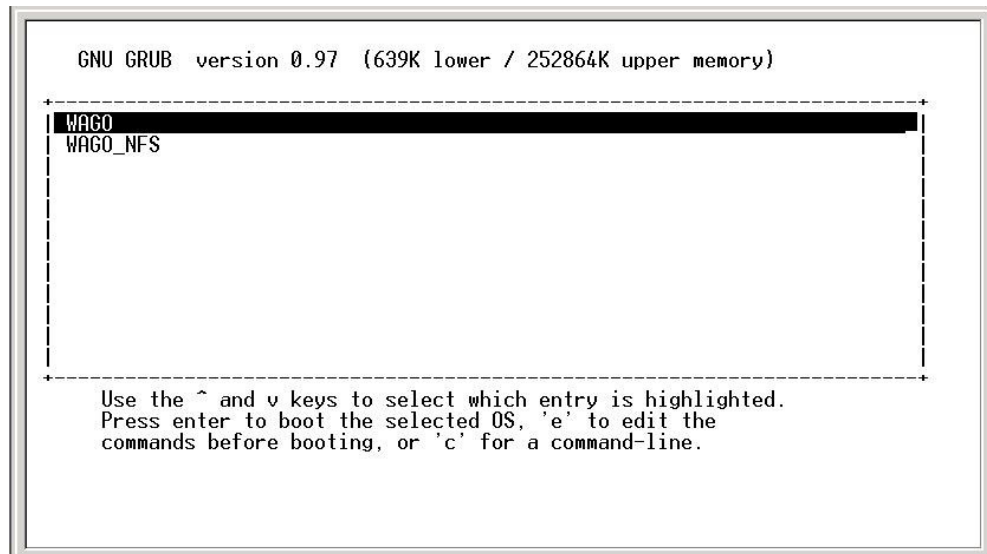 GNU GRUB version 0.97 (639K lower / 252864K upper memory)
WAGO
WAGO_NFS
Use the ^ and v keys to select which entry is highlighted.
Press enter to boot the selected OS, 'e' to edit the
commands before booting, or 'c' for a command-line.